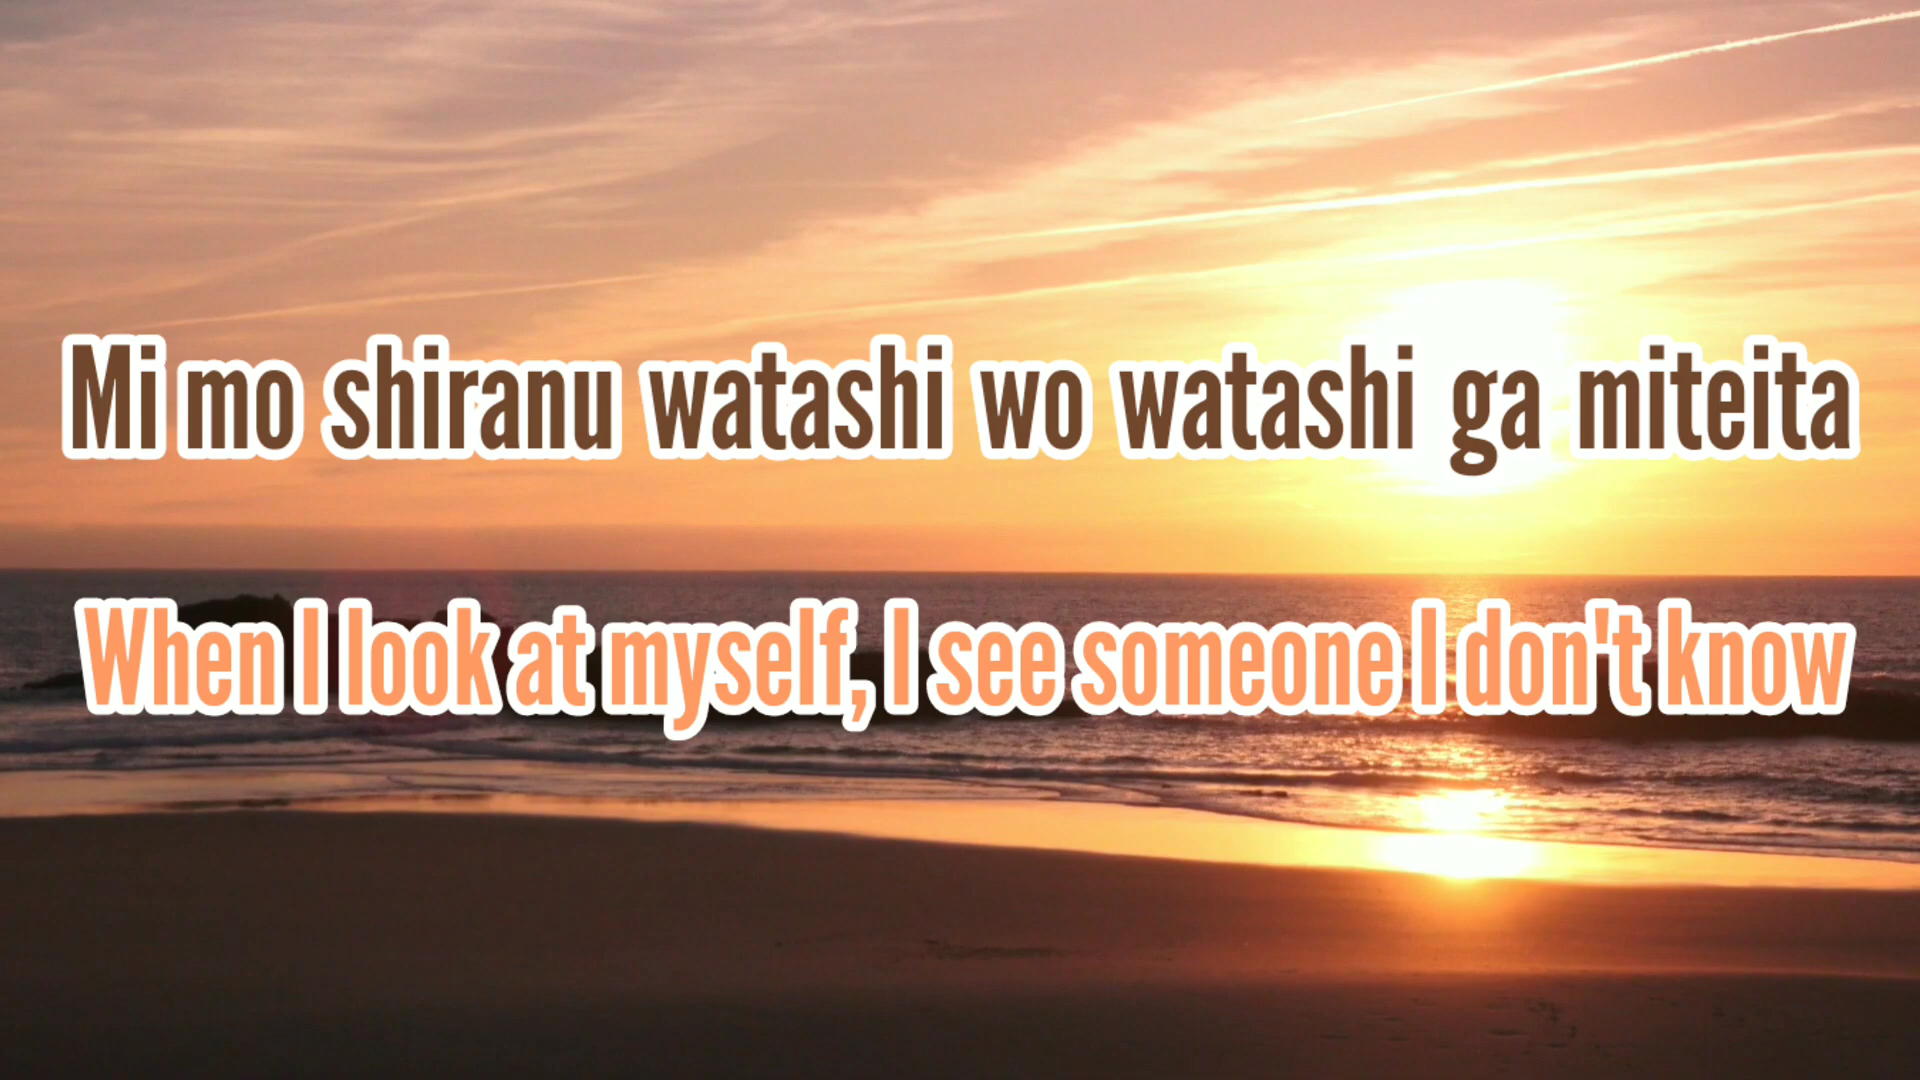 Mi mo shiranu watashi wo watashi ga miteita
When I look at myself, I see someone I don't know